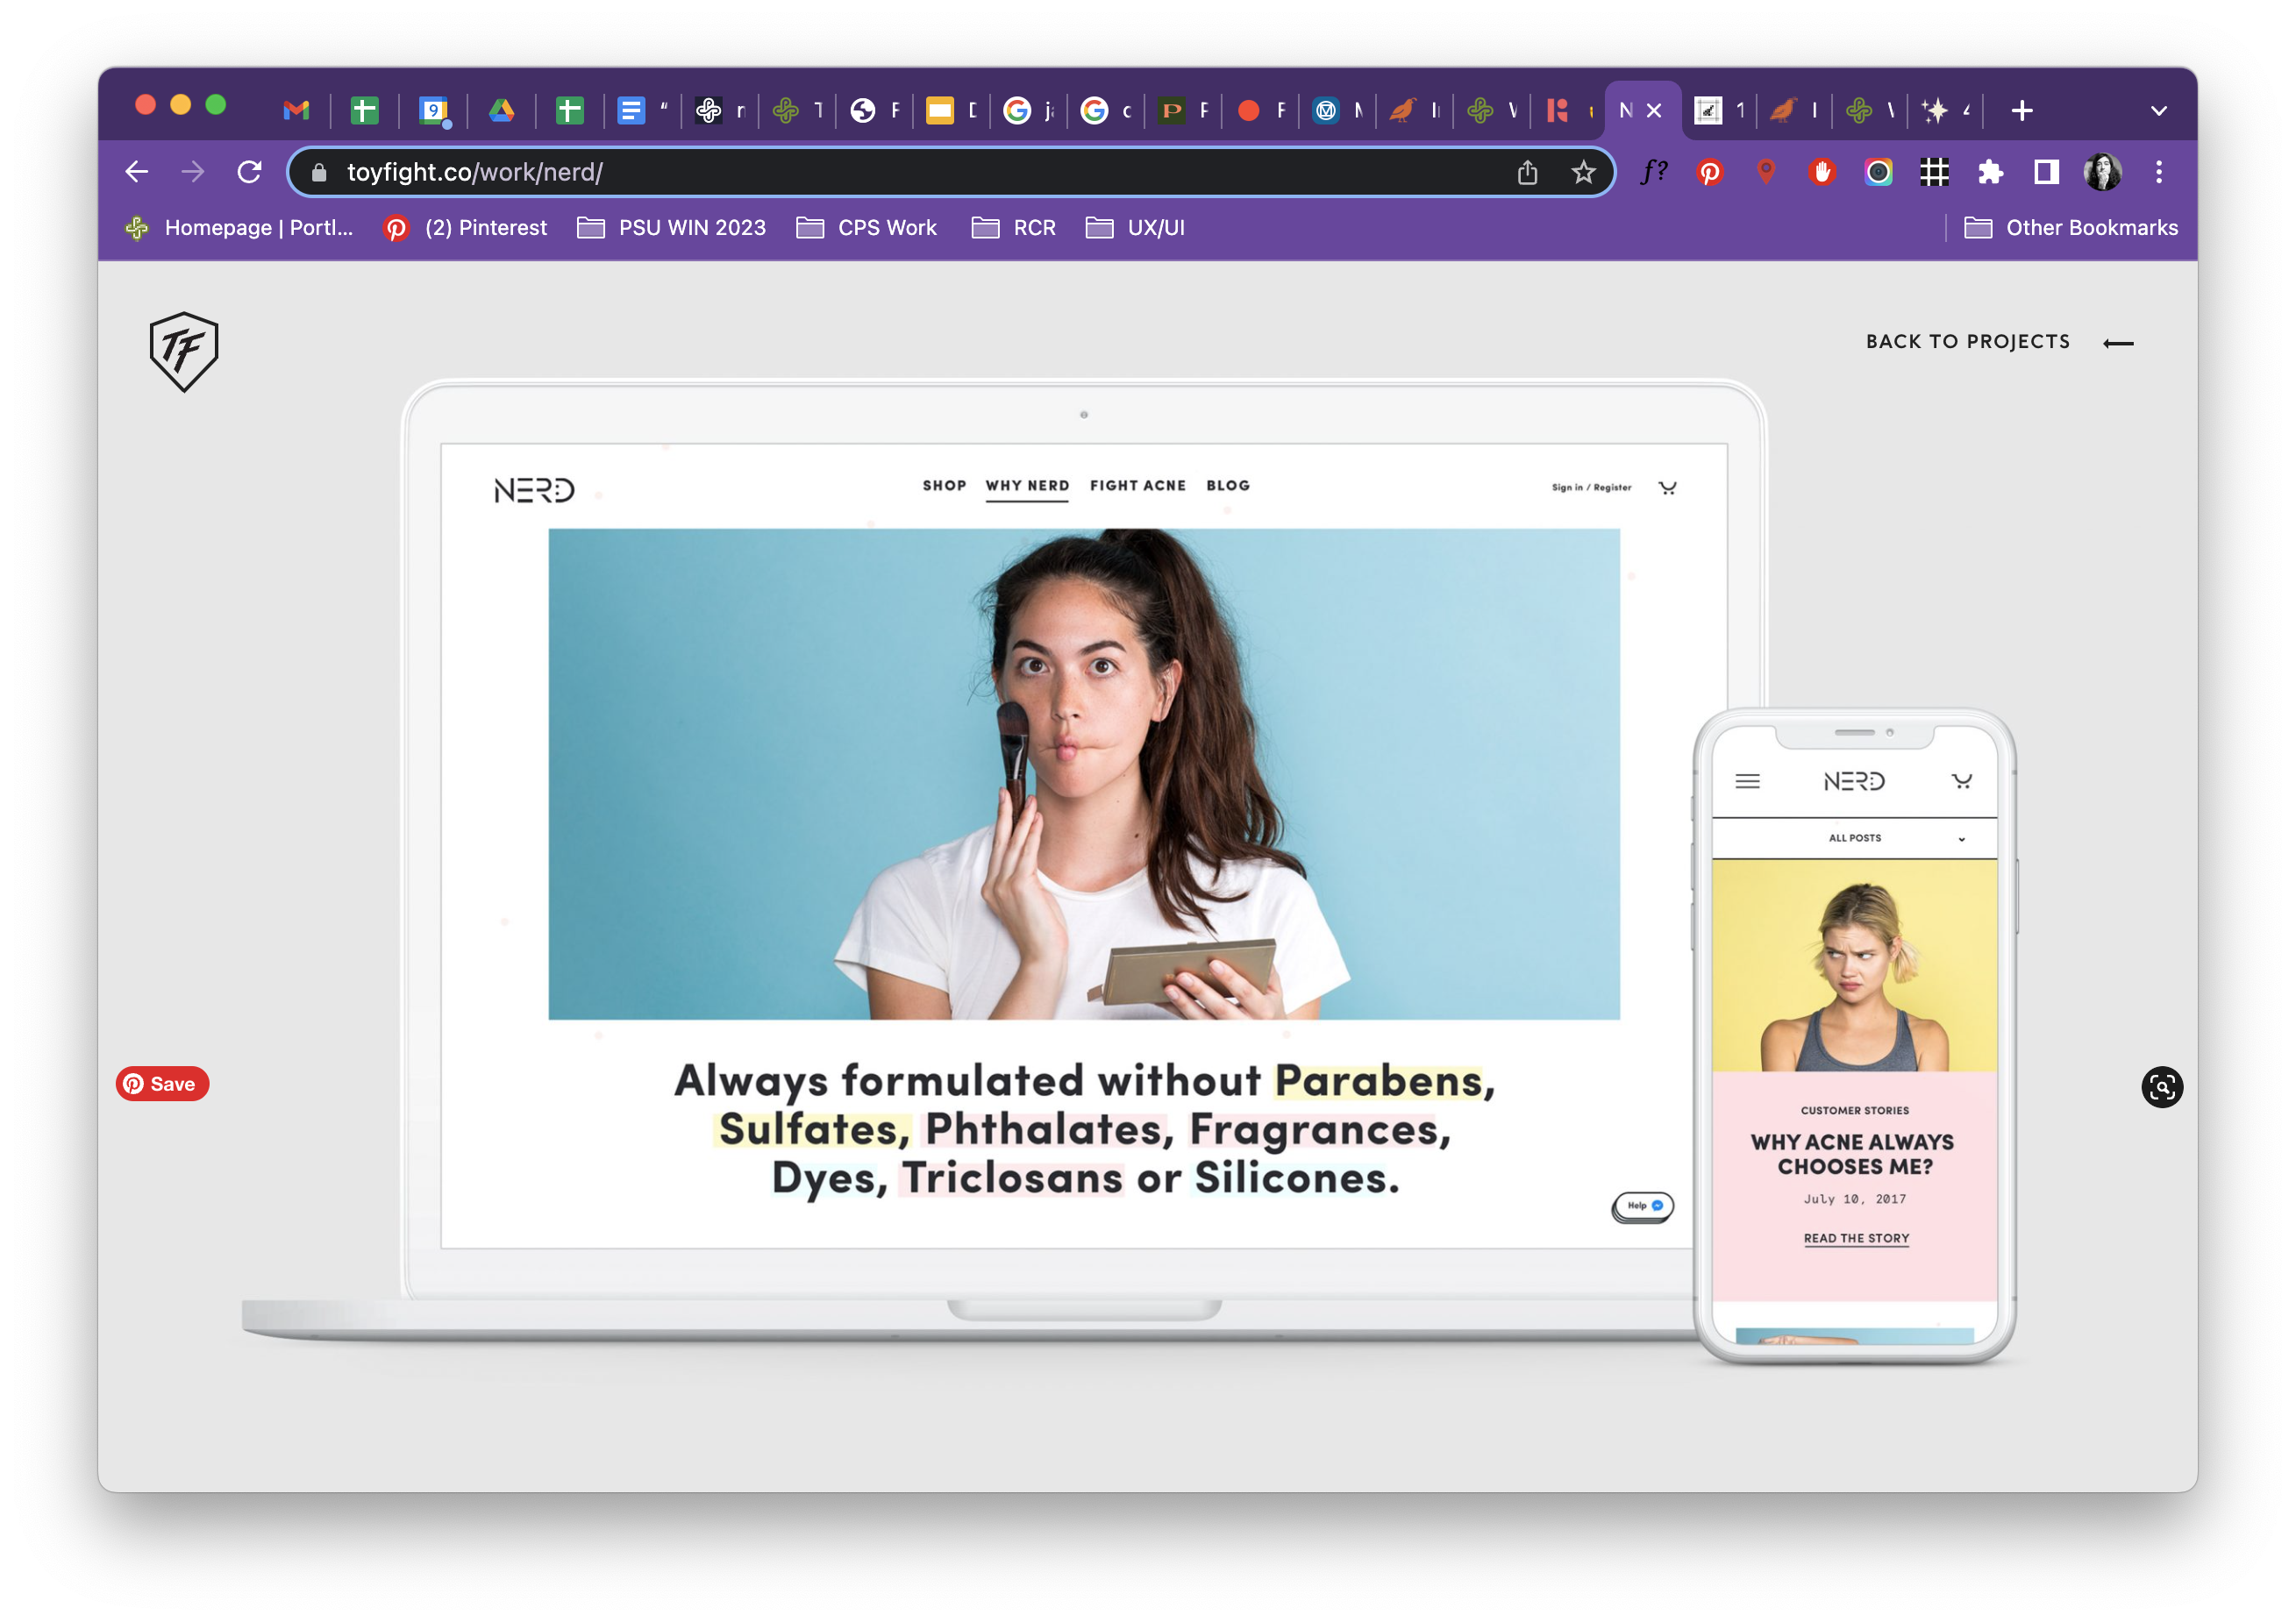 9
toyfight.co/work/nerd/
f?
Homepage | Portl...
(2) Pinterest
PSU WIN 2023
CPS Work
RCR
UX/UI
Other Bookmarks
TF
BACK TO PROJECTS
NERD
SHOP
WHY NERD
FIGHT ACNE
BLOG
Sign in / Register
Always formulated without Parabens,
Sulfates, Phthalates, Fragrances,
Dyes, Triclosans or Silicones.
Help
Save
NERD
ALL POSTS
CUSTOMER STORIES
WHY ACNE ALWAYS
CHOOSES ME?
July 10, 2017
READ THE STORY